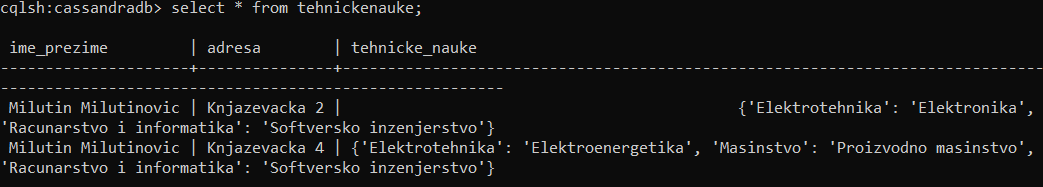 cqlsh:cassandradb> select * from tehnickenauke;
ime_prezime | adresa | tehnicke_nauke
---------------------+---------------+------------------------------------------------------------------------------
--------------------------------------------------------
Milutin Milutinovic | Knjazevacka 2 | {'Elektrotehnika': 'Elektronika',
'Racunarstvo i informatika': 'Softversko inzenjerstvo'}
Milutin Milutinovic | Knjazevacka 4 | {'Elektrotehnika': 'Elektroenergetika', 'Masinstvo': 'Proizvodno masinstvo',
'Racunarstvo i informatika': 'Softversko inzenjerstvo'}